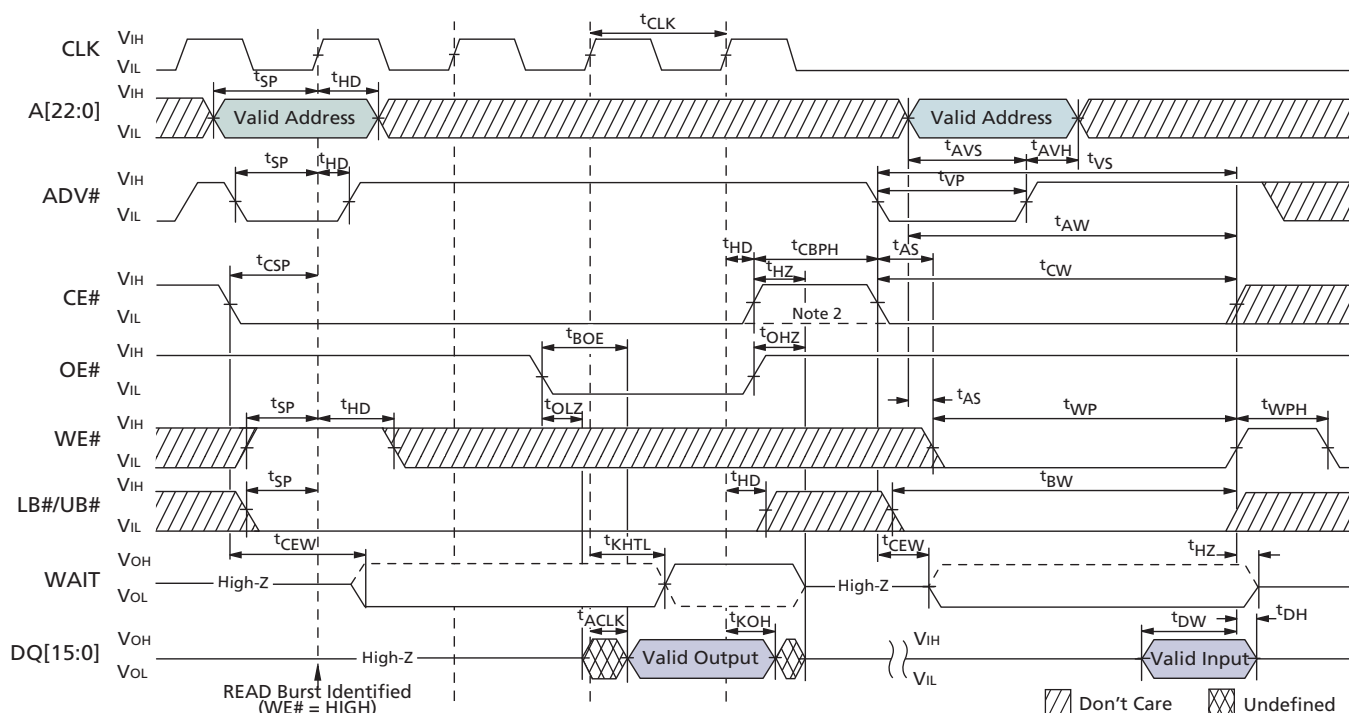 tCLK
CLK
VIH
VIL
tSP
tHD
A[22:0]
VIH
VIL
Valid Address
Valid Address
tAVS
tAVH
tSP
tHD
tVS
ADV#
VIH
VIL
tVP
tAW
tHD
tCBPH
tAS
tCSP
tHZ
tCW
CE#
VIH
VIL
Note 2
tBOE
tOHZ
OE#
VIH
VIL
tAS
tOLZ
tSP
tHD
tWP
tWPH
WE#
VIH
VIL
tSP
tHD
tBW
LB#/UB#
VIH
VIL
tCEW
tKHTL
tCEW
tHZ
WAIT
VOH
VOL
High-Z
High-Z
tACLK
tKOH
tDW
tDH
DQ[15:0]
VOH
VOL
High-Z
Valid Output
VIH
VIL
Valid Input
READ Burst Identified
(WE# = HIGH)
Don't Care
Undefined